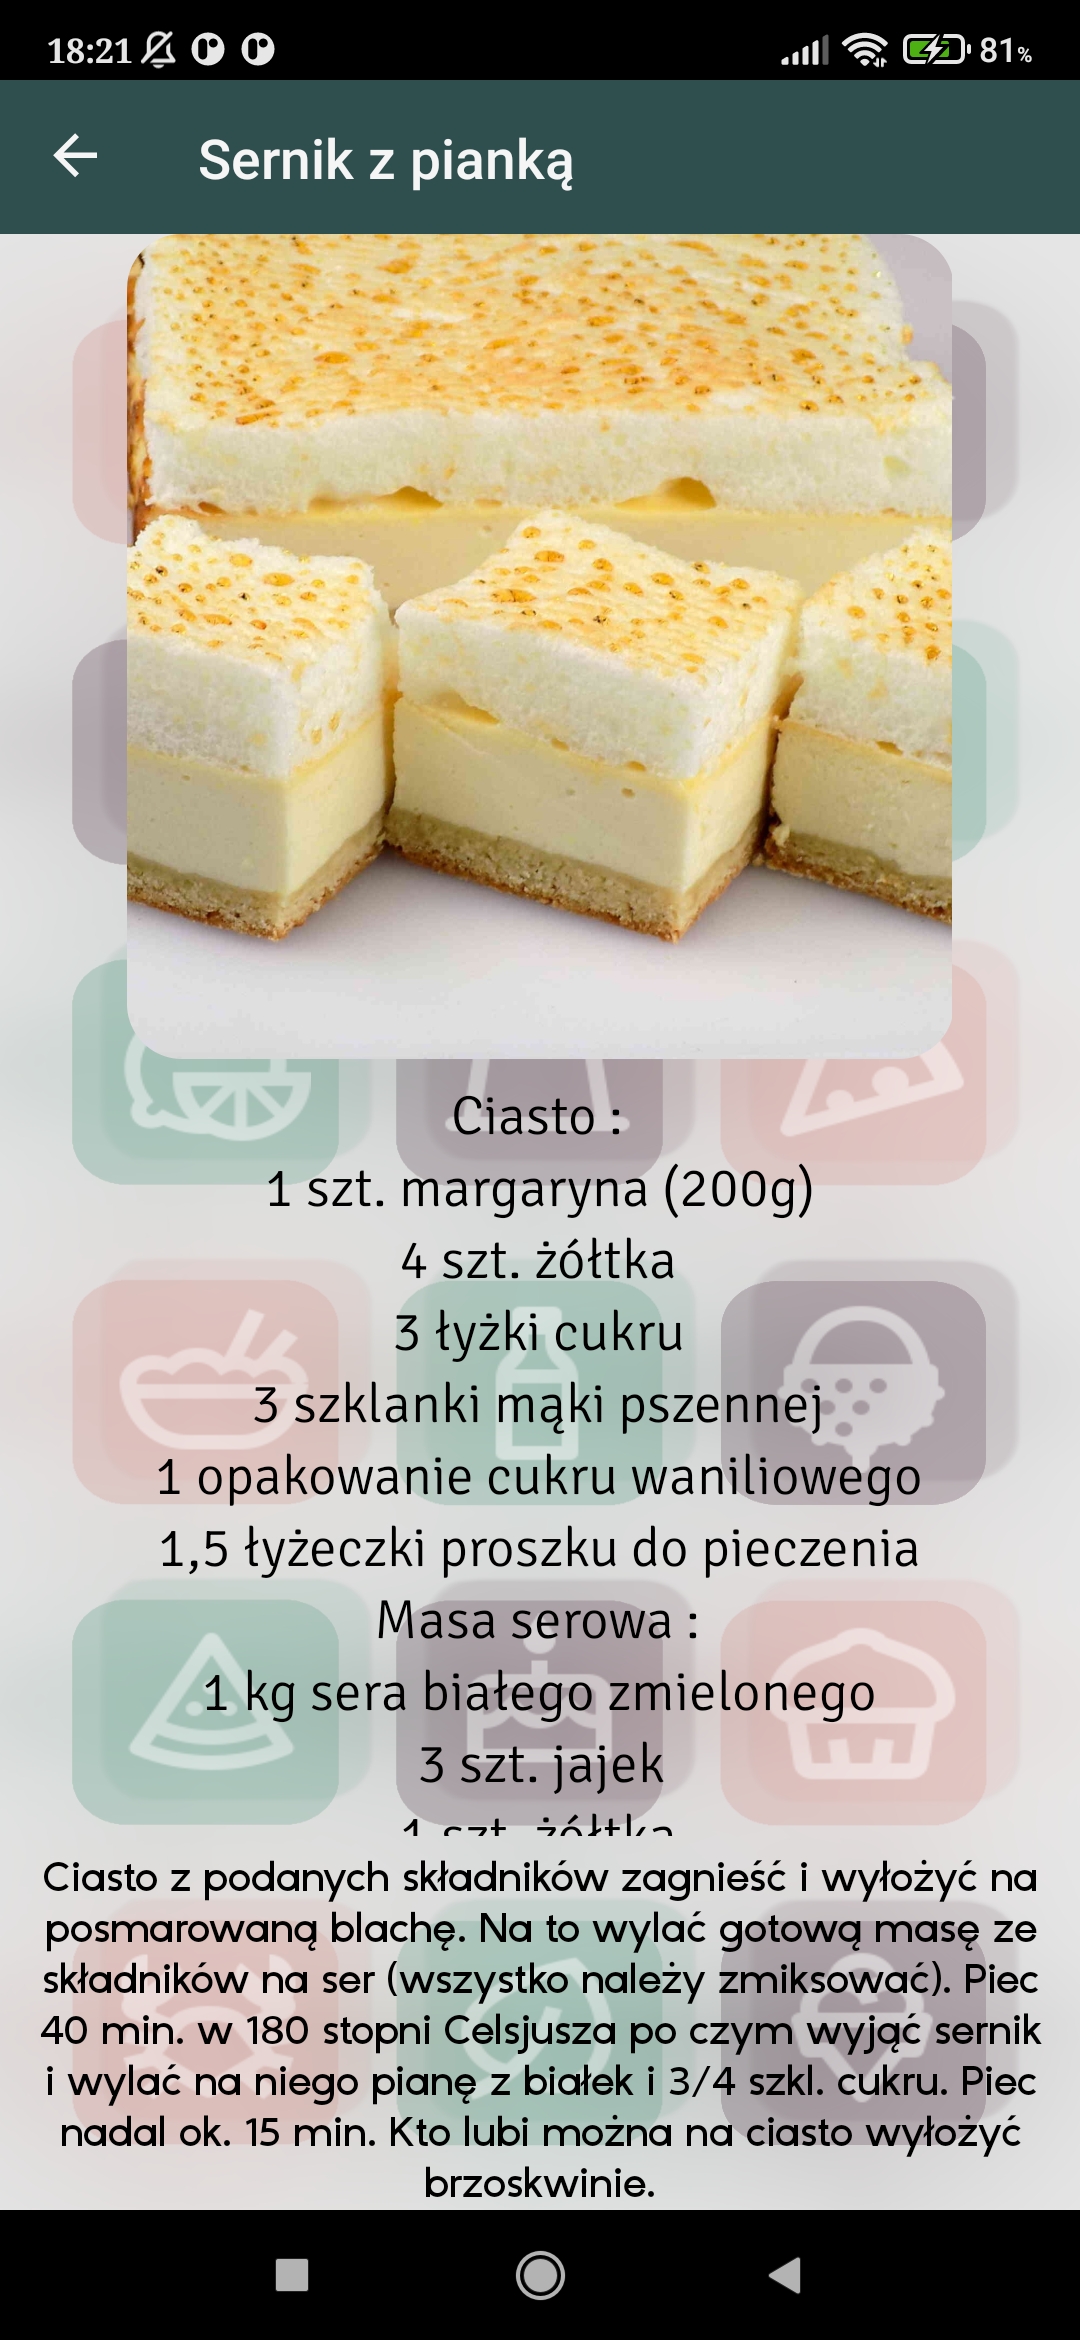 18:21
81%
Sernik z pianką
Ciasto :
1 szt. margaryna (200g)
4 szt. żółtka
3 łyżki cukru
3 szklanki mąki pszennej
1 opakowanie cukru waniliowego
1,5 łyżeczki proszku do pieczenia
Masa serowa :
1 kg sera białego zmielonego
3 szt. jajek
1 szt. żółtka
Ciasto z podanych składników zagnieść i wyłożyć na
posmarowaną blachę. Na to wylać gotową masę ze
składników na ser (wszystko należy zmiksować). Piec
40 min. w 180 stopni Celsjusza po czym wyjąć sernik
i wylać na niego pianę z białek i 3/4 szkl. cukru. Piec
nadal ok. 15 min. Kto lubi można na ciasto wyłożyć
brzoskwinie.